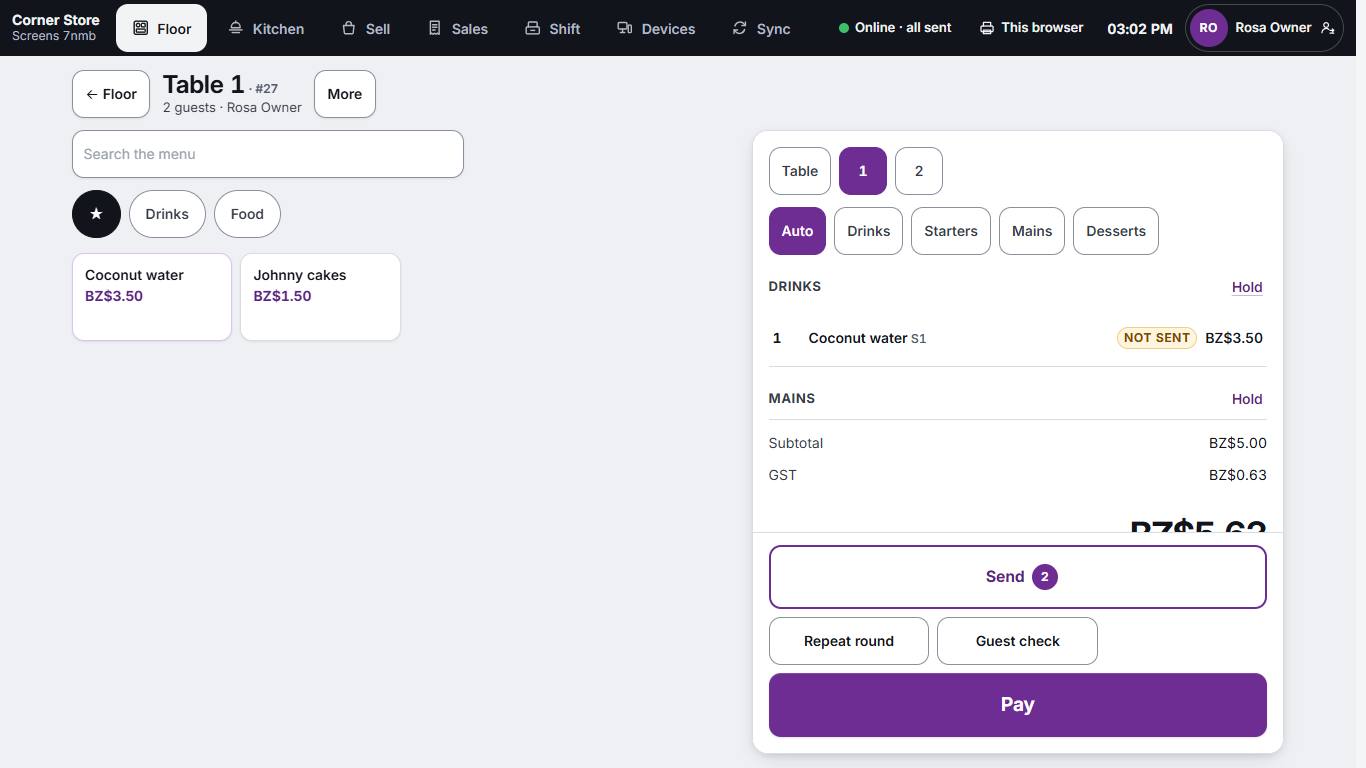 Corner Store
Screens 7nmb
Floor
Kitchen
Sell
Sales
Shift
Devices
Sync
Online · all sent
This browser
03:02 PM
RO
Rosa Owner
← Floor
Table 1 · #27
2 guests · Rosa Owner
More
Search the menu
★
Drinks
Food
Coconut water
BZ$3.50
Johnny cakes
BZ$1.50
Table
1
2
Auto
Drinks
Starters
Mains
Desserts
DRINKS
Hold
1 Coconut water S1 NOT SENT BZ$3.50
MAINS
Hold
Subtotal BZ$5.00
GST BZ$0.63
BZ$5.63
Send 2
Repeat round
Guest check
Pay